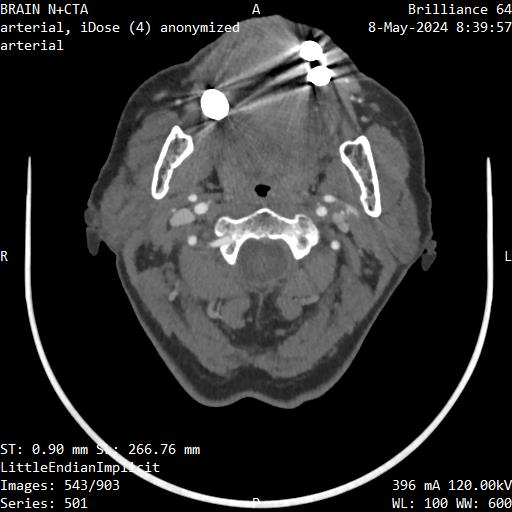 BRAIN N+CTA
arterial, iDose (4) anonymized
arterial
A
Brilliance 64
8-May-2024 8:39:57
R
L
ST: 0.90 mm SL: 266.76 mm
LittleEndianImplicit
Images: 543/903
Series: 501
P
396 mA 120.00kV
WL: 100 WW: 600